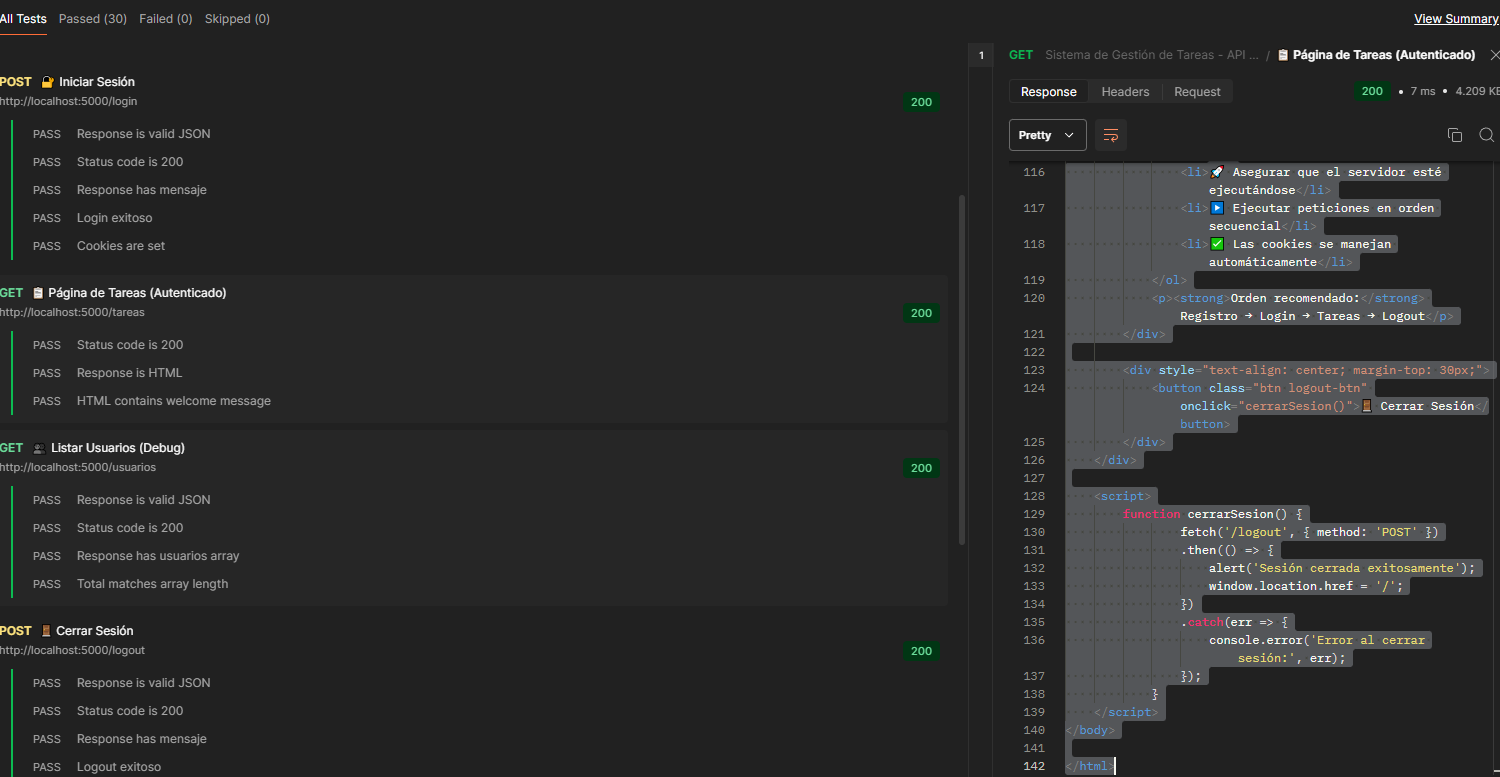 All Tests Passed (30) Failed (0) Skipped (0) View Summary
POST 🔐 Iniciar Sesión
http://localhost:5000/login
200
PASS Response is valid JSON
PASS Status code is 200
PASS Response has mensaje
PASS Login exitoso
PASS Cookies are set
GET 📋 Página de Tareas (Autenticado)
http://localhost:5000/tareas
200
PASS Status code is 200
PASS Response is HTML
PASS HTML contains welcome message
GET 👥 Listar Usuarios (Debug)
http://localhost:5000/usuarios
200
PASS Response is valid JSON
PASS Status code is 200
PASS Response has usuarios array
PASS Total matches array length
POST 🚪 Cerrar Sesión
http://localhost:5000/logout
200
PASS Response is valid JSON
PASS Status code is 200
PASS Response has mensaje
PASS Logout exitoso
1
GET Sistema de Gestión de Tareas - API ... / 📋 Página de Tareas (Autenticado)
Response Headers Request 200 • 7 ms • 4.209 KB
Pretty
116 <li>🚀 Asegurar que el servidor esté
ejecutándose</li>
117 <li>▶️ Ejecutar peticiones en orden
secuencial</li>
118 <li>✅ Las cookies se manejan
automáticamente</li>
119 </ol>
120 <p><strong>Orden recomendado:</strong>
Registro → Login → Tareas → Logout</p>
121 </div>
122
123 <div style="text-align: center; margin-top: 30px;">
124 <button class="btn logout-btn"
onclick="cerrarSesion()">🚪 Cerrar Sesión</
button>
125 </div>
126 </div>
127
128 <script>
129 function cerrarSesion() {
130 fetch('/logout', { method: 'POST' })
131 .then(() => {
132 alert('Sesión cerrada exitosamente');
133 window.location.href = '/';
134 })
135 .catch(err => {
136 console.error('Error al cerrar
sesión:', err);
137 });
138 }
139 </script>
140 </body>
141
142 </html>